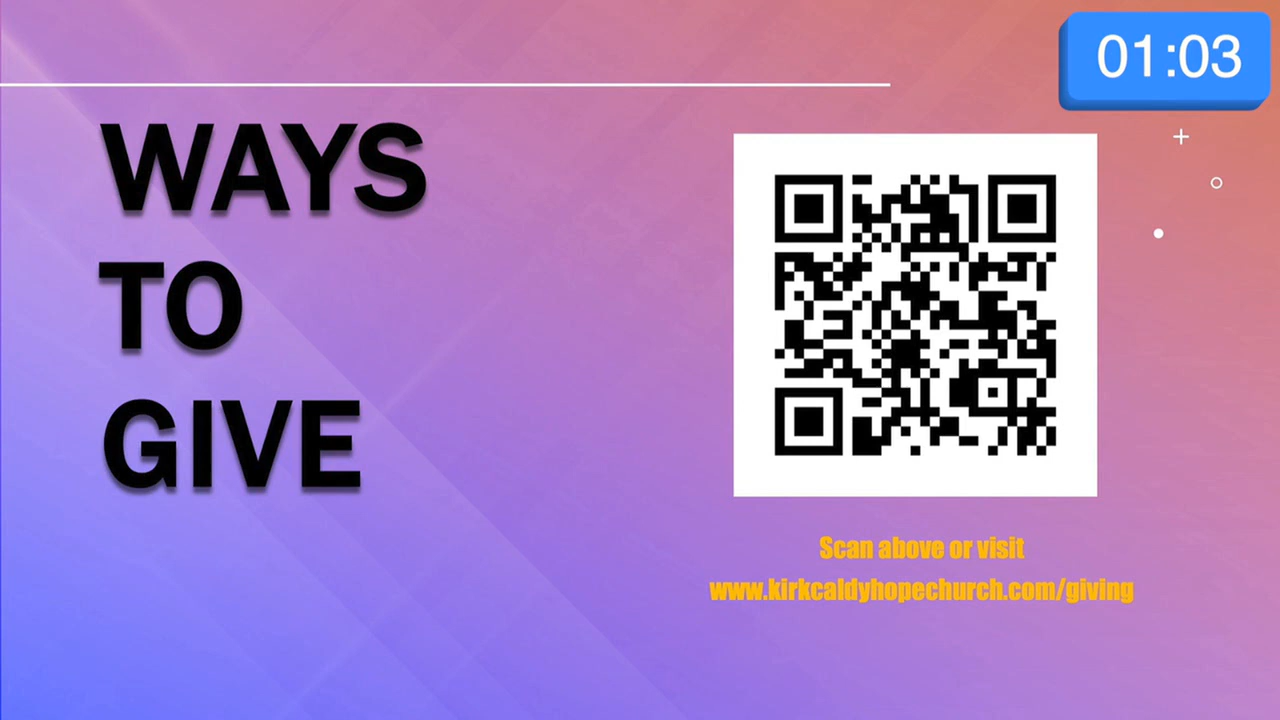 01:03
WAYS
TO
GIVE
Scan above or visit
www.kirkcaldyhopechurch.com/giving